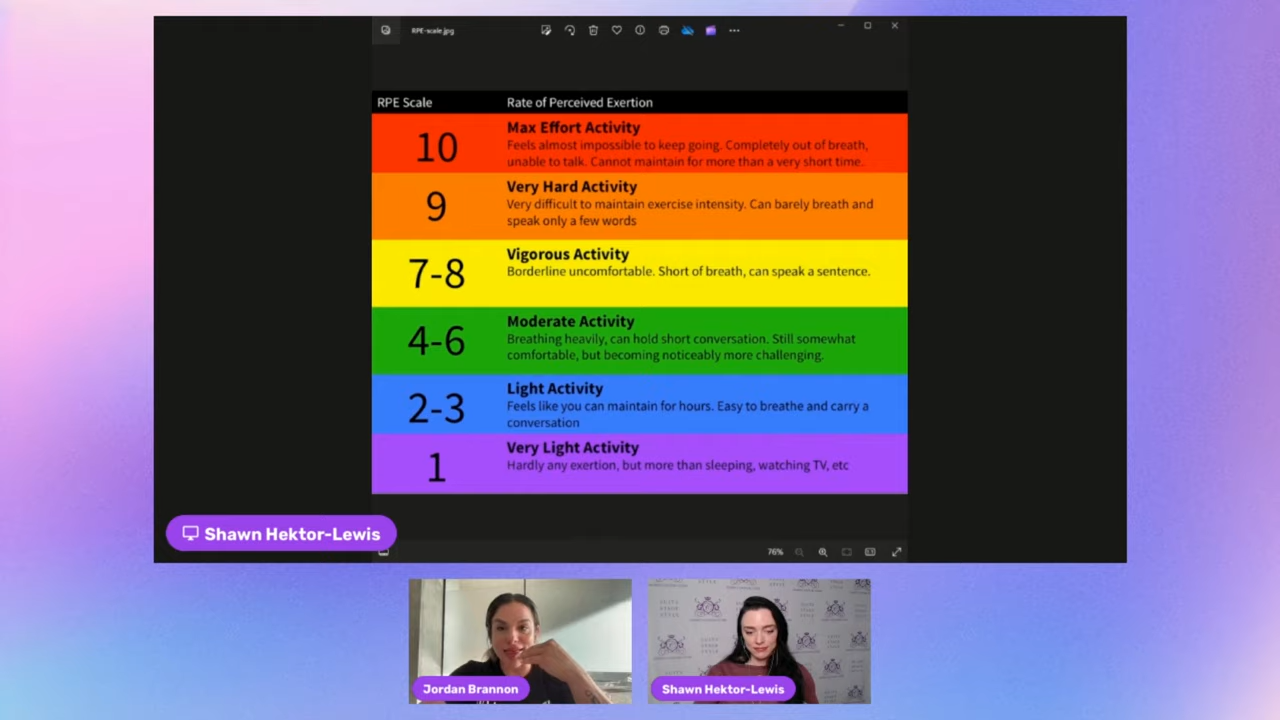 RPE-scale.jpg
RPE Scale
Rate of Perceived Exertion
10
Max Effort Activity
Feels almost impossible to keep going. Completely out of breath,
unable to talk. Cannot maintain for more than a very short time.
9
Very Hard Activity
Very difficult to maintain exercise intensity. Can barely breath and
speak only a few words
7-8
Vigorous Activity
Borderline uncomfortable. Short of breath, can speak a sentence.
4-6
Moderate Activity
Breathing heavily, can hold short conversation. Still somewhat
comfortable, but becoming noticeably more challenging.
2-3
Light Activity
Feels like you can maintain for hours. Easy to breathe and carry a
conversation
1
Very Light Activity
Hardly any exertion, but more than sleeping, watching TV, etc
Shawn Hektor-Lewis
76%
Jordan Brannon
Shawn Hektor-Lewis